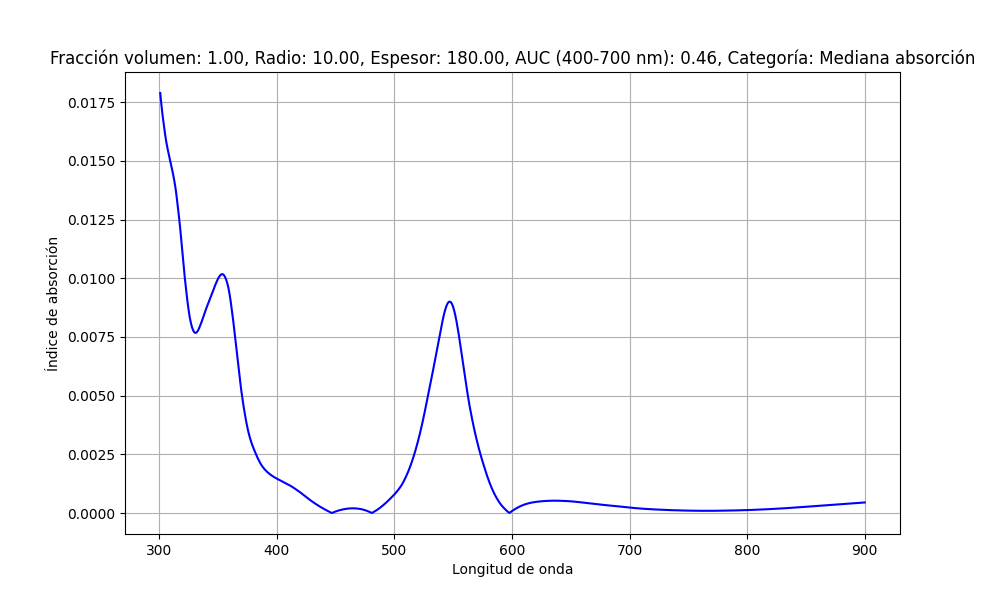 Fracción volumen: 1.00, Radio: 10.00, Espesor: 180.00, AUC (400-700 nm): 0.46, Categoría: Mediana absorción
0.0175
0.0150
0.0125
0.0100
0.0075
0.0050
0.0025
0.0000
Índice de absorción
300 400 500 600 700 800 900
Longitud de onda